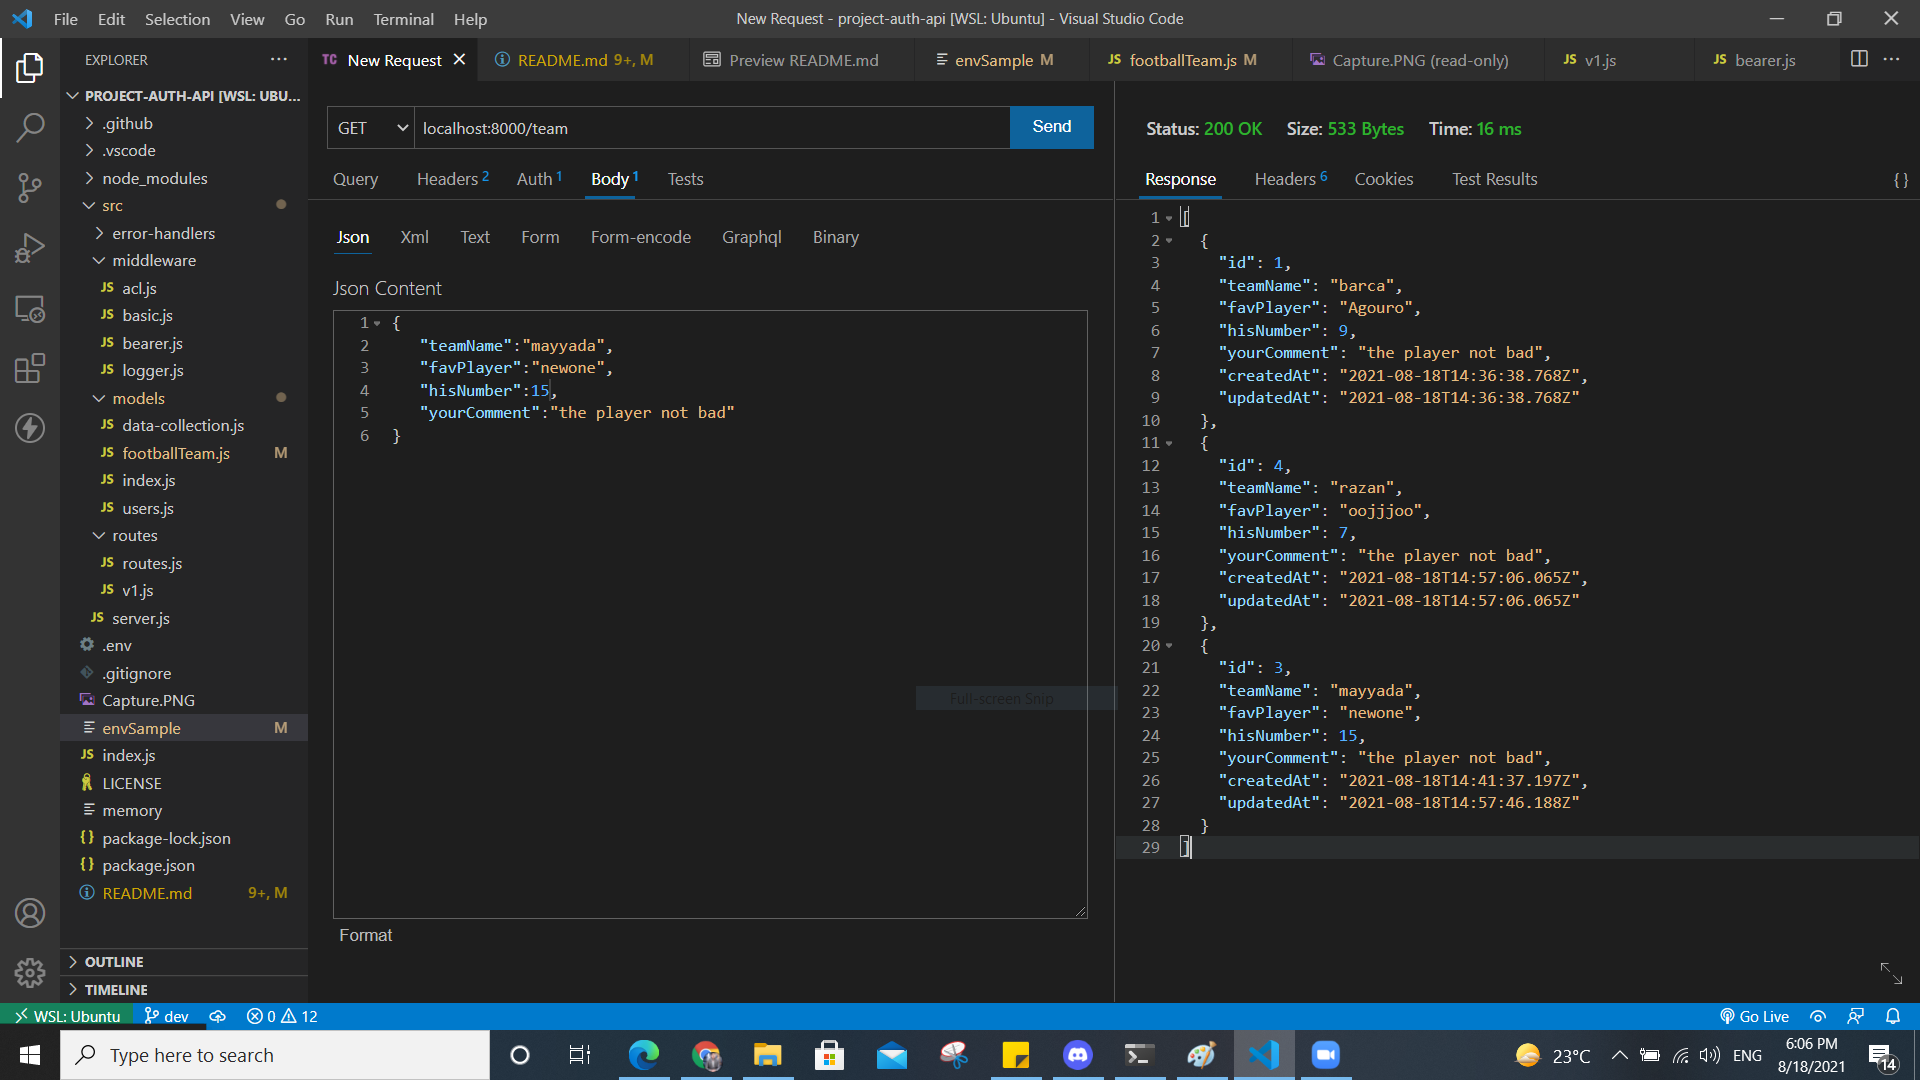 File Edit Selection View Go Run Terminal Help
New Request - project-auth-api [WSL: Ubuntu] - Visual Studio Code
EXPLORER
PROJECT-AUTH-API [WSL: UBU...
.github
.vscode
node_modules
src
error-handlers
middleware
JS acl.js
JS basic.js
JS bearer.js
JS logger.js
models
JS data-collection.js
JS footballTeam.js M
JS index.js
JS users.js
routes
JS routes.js
JS v1.js
JS server.js
.env
.gitignore
Capture.PNG
envSample M
JS index.js
LICENSE
memory
{} package-lock.json
{} package.json
README.md 9+, M
OUTLINE
TIMELINE
TC New Request
README.md 9+, M
Preview README.md
envSample M
JS footballTeam.js M
Capture.PNG (read-only)
JS v1.js
JS bearer.js
GET localhost:8000/team Send
Query Headers 2 Auth 1 Body 1 Tests
Json Xml Text Form Form-encode Graphql Binary
Json Content
1 {
2 "teamName":"mayyada",
3 "favPlayer":"newone",
4 "hisNumber":15,
5 "yourComment":"the player not bad"
6 }
Full-screen Snip
Format
Status: 200 OK Size: 533 Bytes Time: 16 ms
Response Headers 6 Cookies Test Results {}
1 [
2 {
3 "id": 1,
4 "teamName": "barca",
5 "favPlayer": "Agouro",
6 "hisNumber": 9,
7 "yourComment": "the player not bad",
8 "createdAt": "2021-08-18T14:36:38.768Z",
9 "updatedAt": "2021-08-18T14:36:38.768Z"
10 },
11 {
12 "id": 4,
13 "teamName": "razan",
14 "favPlayer": "oojjjoo",
15 "hisNumber": 7,
16 "yourComment": "the player not bad",
17 "createdAt": "2021-08-18T14:57:06.065Z",
18 "updatedAt": "2021-08-18T14:57:06.065Z"
19 },
20 {
21 "id": 3,
22 "teamName": "mayyada",
23 "favPlayer": "newone",
24 "hisNumber": 15,
25 "yourComment": "the player not bad",
26 "createdAt": "2021-08-18T14:41:37.197Z",
27 "updatedAt": "2021-08-18T14:57:46.188Z"
28 }
29 ]
WSL: Ubuntu dev 0 12 Go Live
Type here to search
23°C ENG
6:06 PM
8/18/2021
14